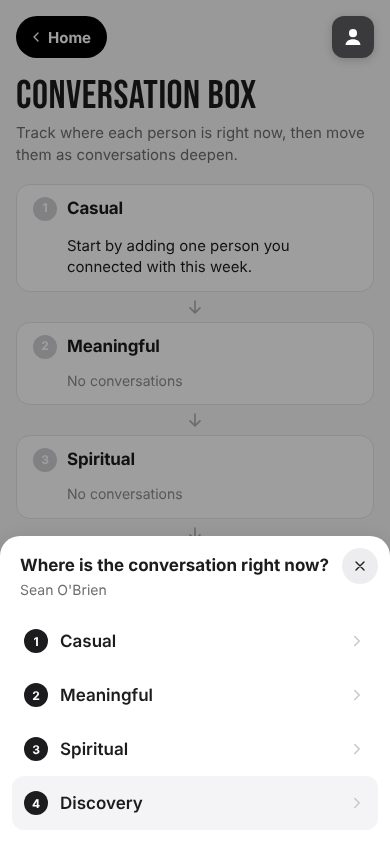 Home
CONVERSATION BOX
Track where each person is right now, then move
them as conversations deepen.
1 Casual
Start by adding one person you
connected with this week.
2 Meaningful
No conversations
3 Spiritual
No conversations
Where is the conversation right now?
Sean O'Brien
1 Casual
2 Meaningful
3 Spiritual
4 Discovery